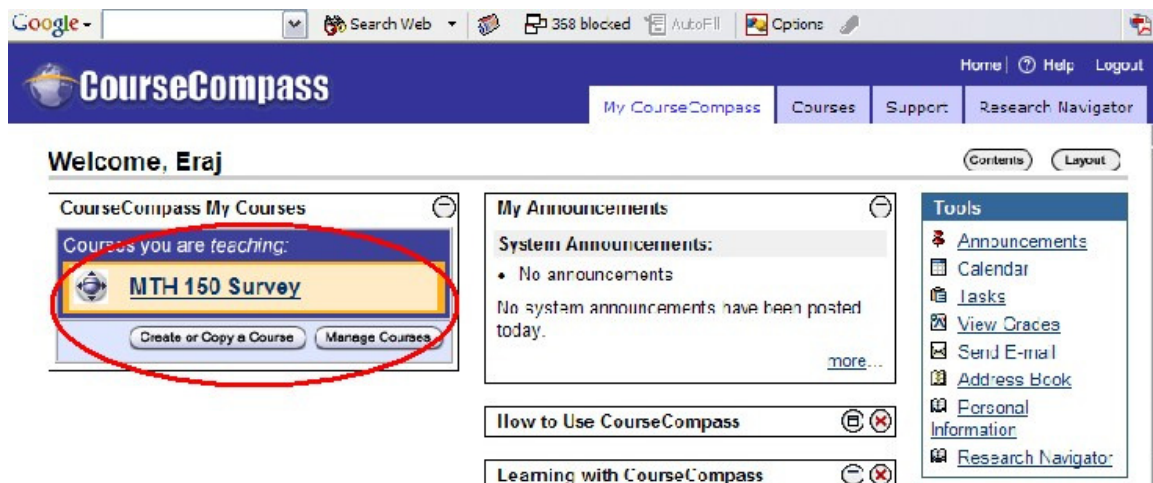 Google
Search Web
358 blocked
AutoFill
Options
CourseCompass
Home | Help Logout
My CourseCompass Courses Support Research Navigator
Welcome, Eraj
Contents Layout
CourseCompass My Courses
Courses you are teaching:
MTH 150 Survey
Create or Copy a Course Manage Courses
My Announcements
System Announcements:
• No announcements
No system announcements have been posted
today.
more...
How to Use CourseCompass
Learning with CourseCompass
Tools
Announcements
Calendar
Tasks
View Grades
Send E-mail
Address Book
Personal
Information
Research Navigator